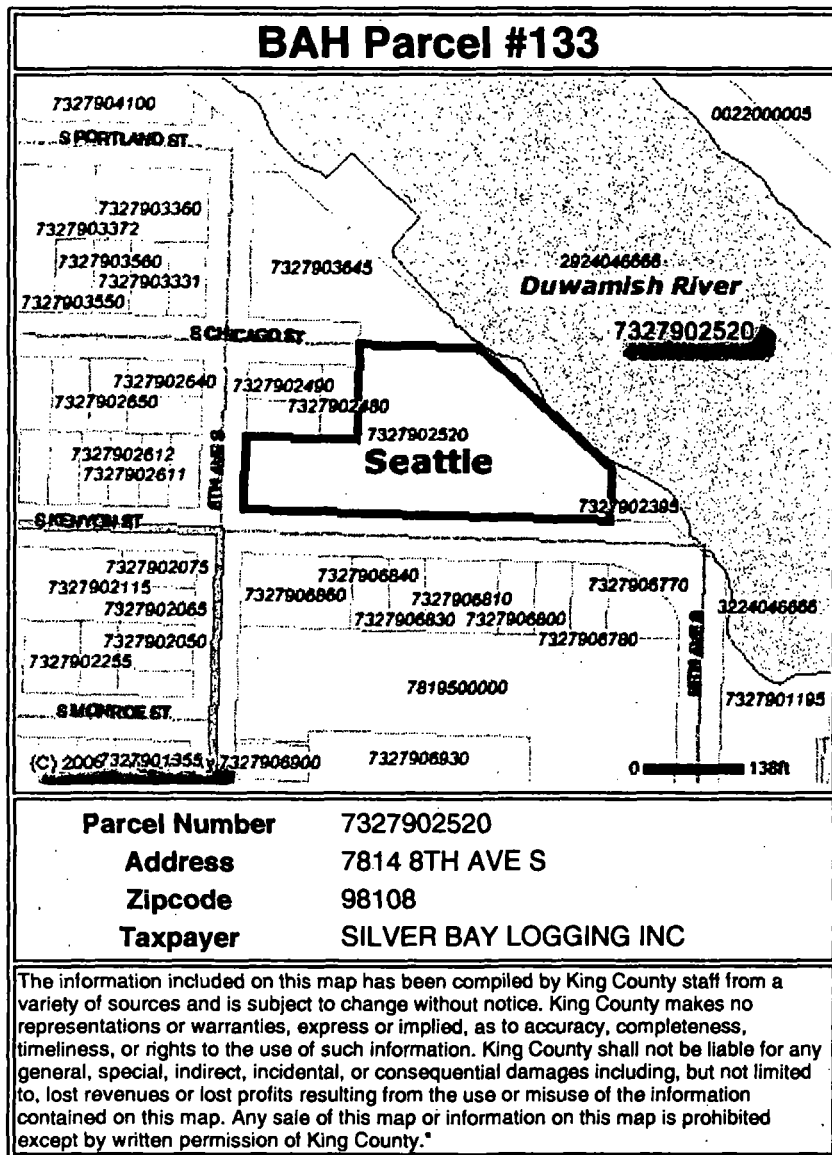 BAH Parcel #133
7327904100
0022000005
S PORTLAND ST
7327903360
7327903372
7327903560
7327903645
2924046666
7327903331
Duwamish River
7327903550
7327902520
S CHICAGO ST
7327902640
7327902490
7327902650
7327902480
7327902520
8TH AVE S
Seattle
7327902612
7327902611
7327902395
S KENYON ST
7327902075
7327906840
7327906770
7327902115
7327906860
7327906810
7327902065
3224046666
7327906830
7327906800
7327902050
7327906780
7327902255
7819500000
7327901195
S MONROE ST
(C) 2006
7327901355
7327906900
7327906930
0
138ft
Parcel Number 7327902520
Address 7814 8TH AVE S
Zipcode 98108
Taxpayer SILVER BAY LOGGING INC
The information included on this map has been compiled by King County staff from a
variety of sources and is subject to change without notice. King County makes no
representations or warranties, express or implied, as to accuracy, completeness,
timeliness, or rights to the use of such information. King County shall not be liable for any
general, special, indirect, incidental, or consequential damages including, but not limited
to, lost revenues or lost profits resulting from the use or misuse of the information
contained on this map. Any sale of this map or information on this map is prohibited
except by written permission of King County.*